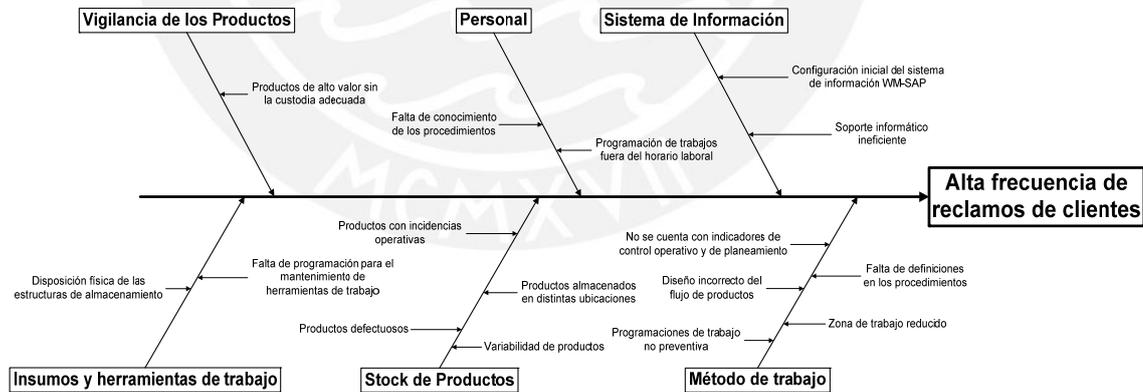 Vigilancia de los Productos
Personal
Sistema de Información
Productos de alto valor sin
la custodia adecuada
Falta de conocimiento
de los procedimientos
Programación de trabajos
fuera del horario laboral
Configuración inicial del sistema
de información WM-SAP
Soporte informático
ineficiente
MCMXVII
Alta frecuencia de
reclamos de clientes
Productos con incidencias
operativas
Disposición física de las
estructuras de almacenamiento
Falta de programación para el
mantenimiento de
herramientas de trabajo
Productos almacenados
en distintas ubicaciones
Productos defectuosos
Variabilidad de productos
No se cuenta con indicadores de
control operativo y de planeamiento
Diseño incorrecto del
flujo de productos
Falta de definiciones
en los procedimientos
Zona de trabajo reducido
Programaciones de trabajo
no preventiva
Insumos y herramientas de trabajo
Stock de Productos
Método de trabajo